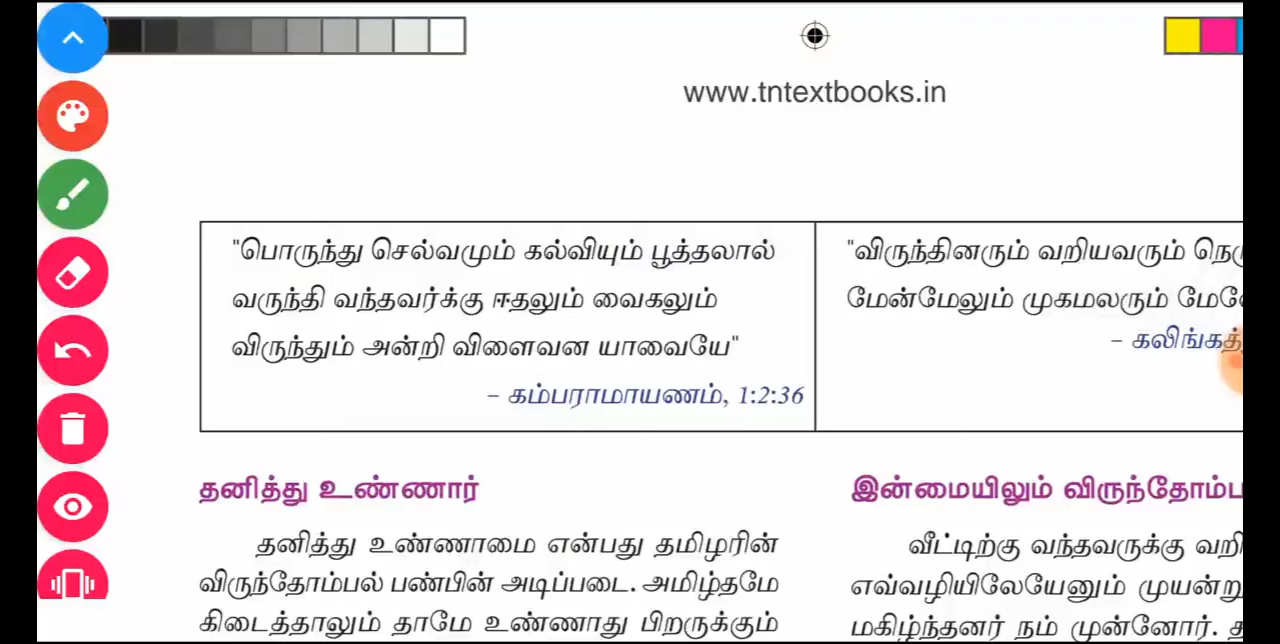 www.tntextbooks.in
"பொருந்து செல்வமும் கல்வியும் பூத்தலால்
வருந்தி வந்தவர்க்கு ஈதலும் வைகலும்
விருந்தும் அன்றி விளைவன யாவையே"
– கம்பராமாயணம், 1:2:36
"விருந்தினரும் வறியவரும்
மேன்மேலும் முகமலரும்
தனித்து உண்ணார்
தனித்து உண்ணாமை என்பது தமிழரின்
விருந்தோம்பல் பண்பின் அடிப்படை. அமிழ்தமே
கிடைத்தாலும் தாமே உண்ணாது பிறருக்கும்
இன்மையிலும்
வீட்டிற்கு வந்தவருக்கு
எவ்வழியிலேயேனும் முயன்று
மகிழ்ந்தனர் நம் முன்னோர்.